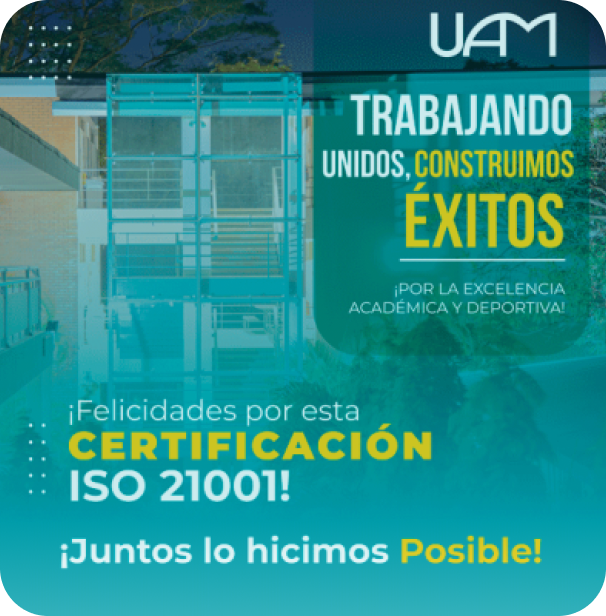 UAM
TRABAJANDO
UNIDOS, CONSTRUIMOS
ÉXITOS
¡POR LA EXCELENCIA
ACADÉMICA Y DEPORTIVA!
¡Felicidades por esta
CERTIFICACIÓN
ISO 21001!
¡Juntos lo hicimos Posible!